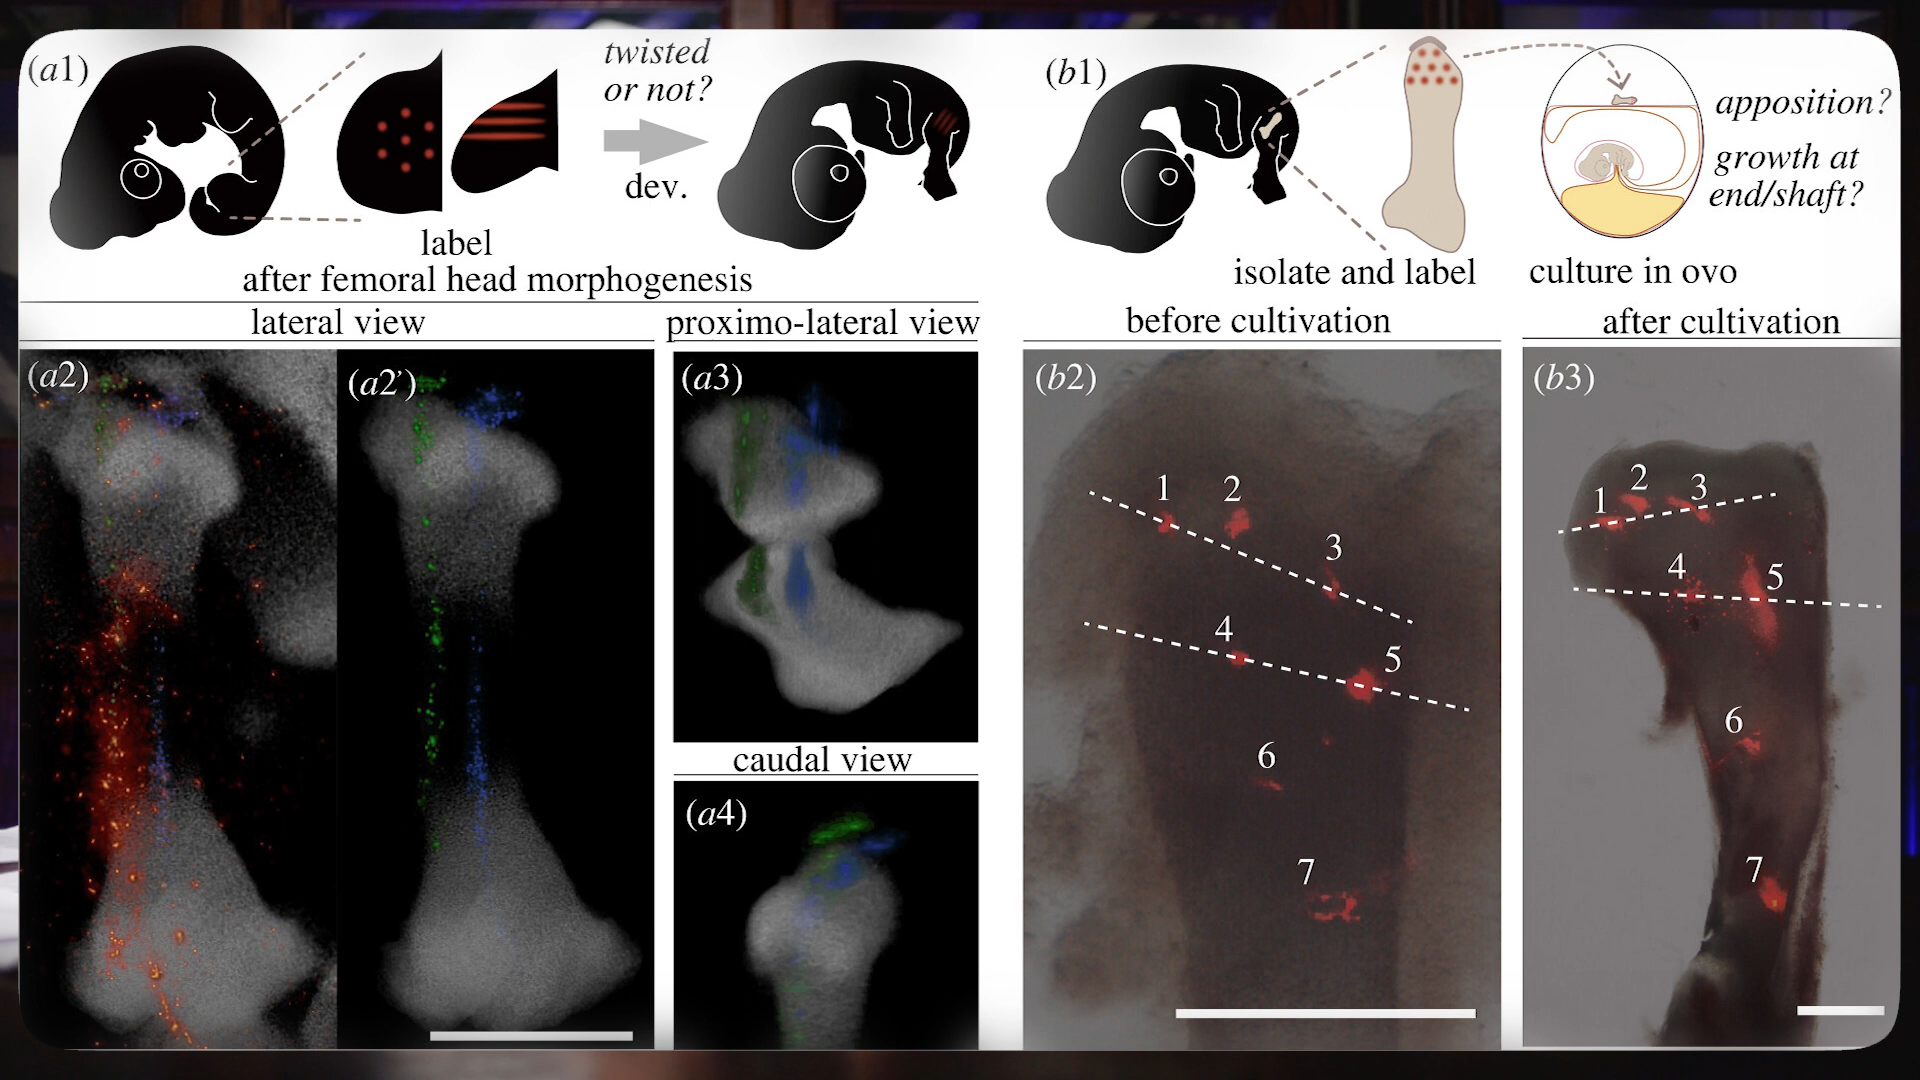 (a1)
twisted
or not?
dev.
label
after femoral head morphogenesis
lateral view
proximo-lateral view
(a2)
(a2’)
(a3)
caudal view
(a4)
(b1)
apposition?
growth at
end/shaft?
isolate and label
culture in ovo
before cultivation
after cultivation
(b2)
1
2
3
4
5
6
7
(b3)
1
2
3
4
5
6
7